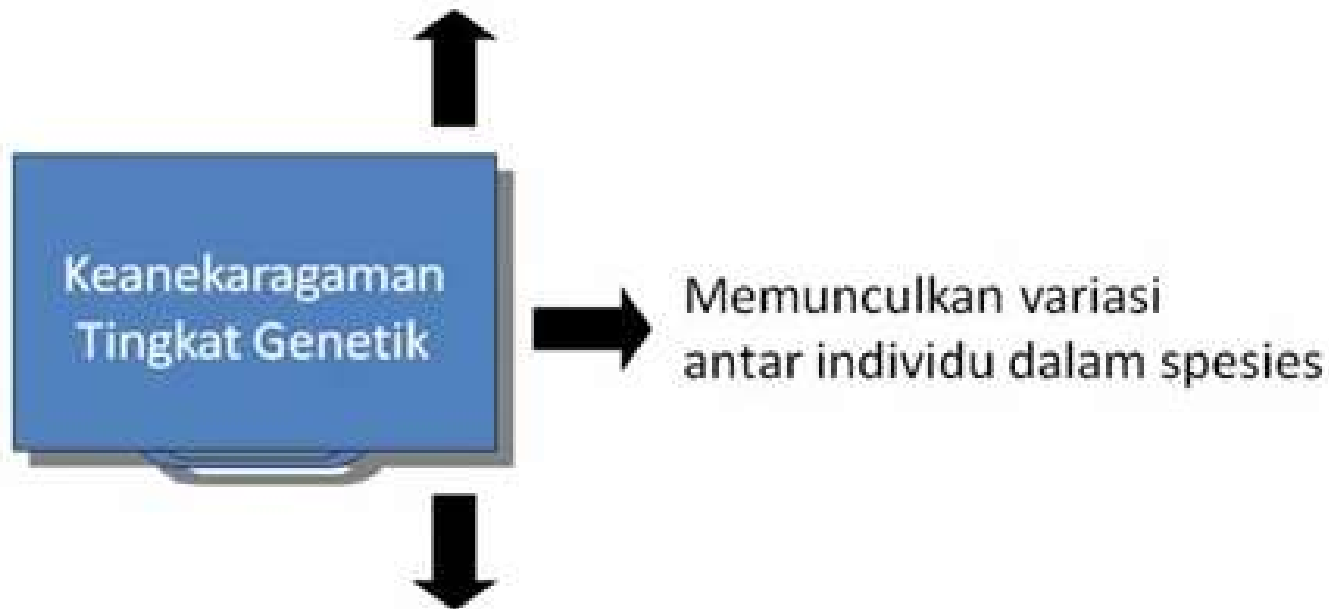 Keanekaragaman
Tingkat Genetik
Memunculkan variasi
antar individu dalam spesies